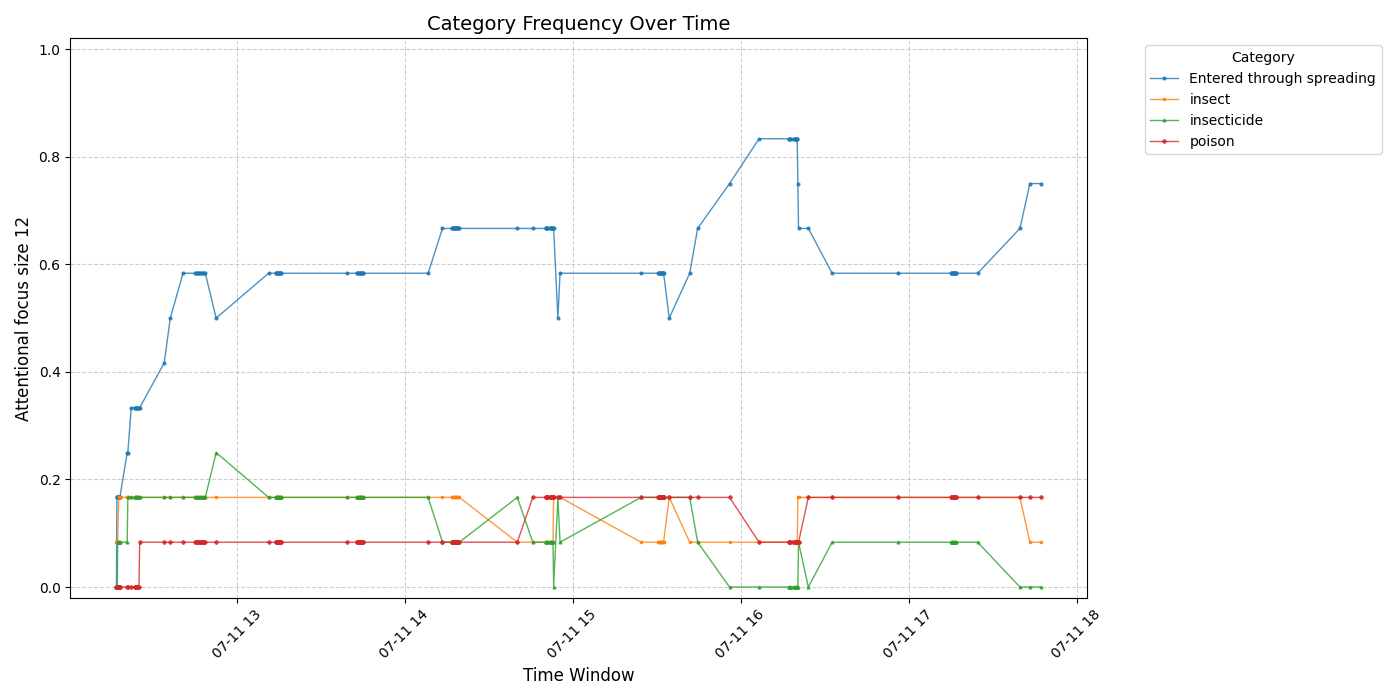 Category Frequency Over Time
Attentional focus size 12
1.0
0.8
0.6
0.4
0.2
0.0
07-11 13
07-11 14
07-11 15
07-11 16
07-11 17
07-11 18
Time Window
Category
Entered through spreading
insect
insecticide
poison